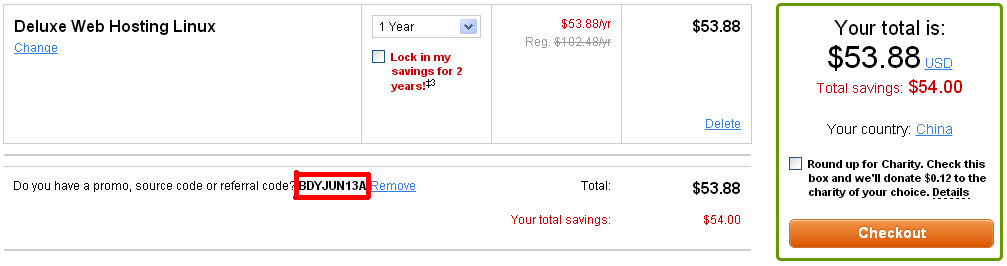 Deluxe Web Hosting Linux
Change
1 Year
Lock in my
savings for 2
years!‡3
$53.88/yr
Reg. $102.48/yr
$53.88
Delete
Do you have a promo, source code or referral code? BDYJUN13A Remove
Total:
$53.88
Your total savings:
$54.00
Your total is:
$53.88 USD
Total savings: $54.00
Your country: China
Round up for Charity. Check this
box and we'll donate $0.12 to the
charity of your choice. Details
Checkout